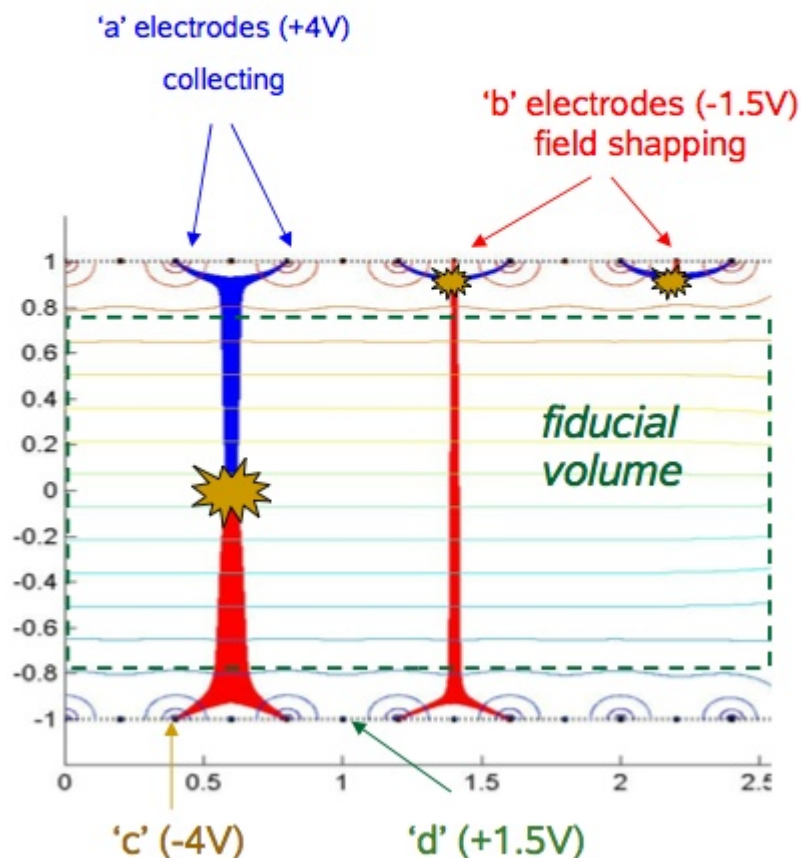 ‘a’ electrodes (+4V)
collecting
‘b’ electrodes (-1.5V)
field shapping
1
0.8
0.6
0.4
0.2
0
-0.2
-0.4
-0.6
-0.8
-1
fiducial
volume
0
0.5
1
1.5
2
2.5
‘c’ (-4V)
‘d’ (+1.5V)